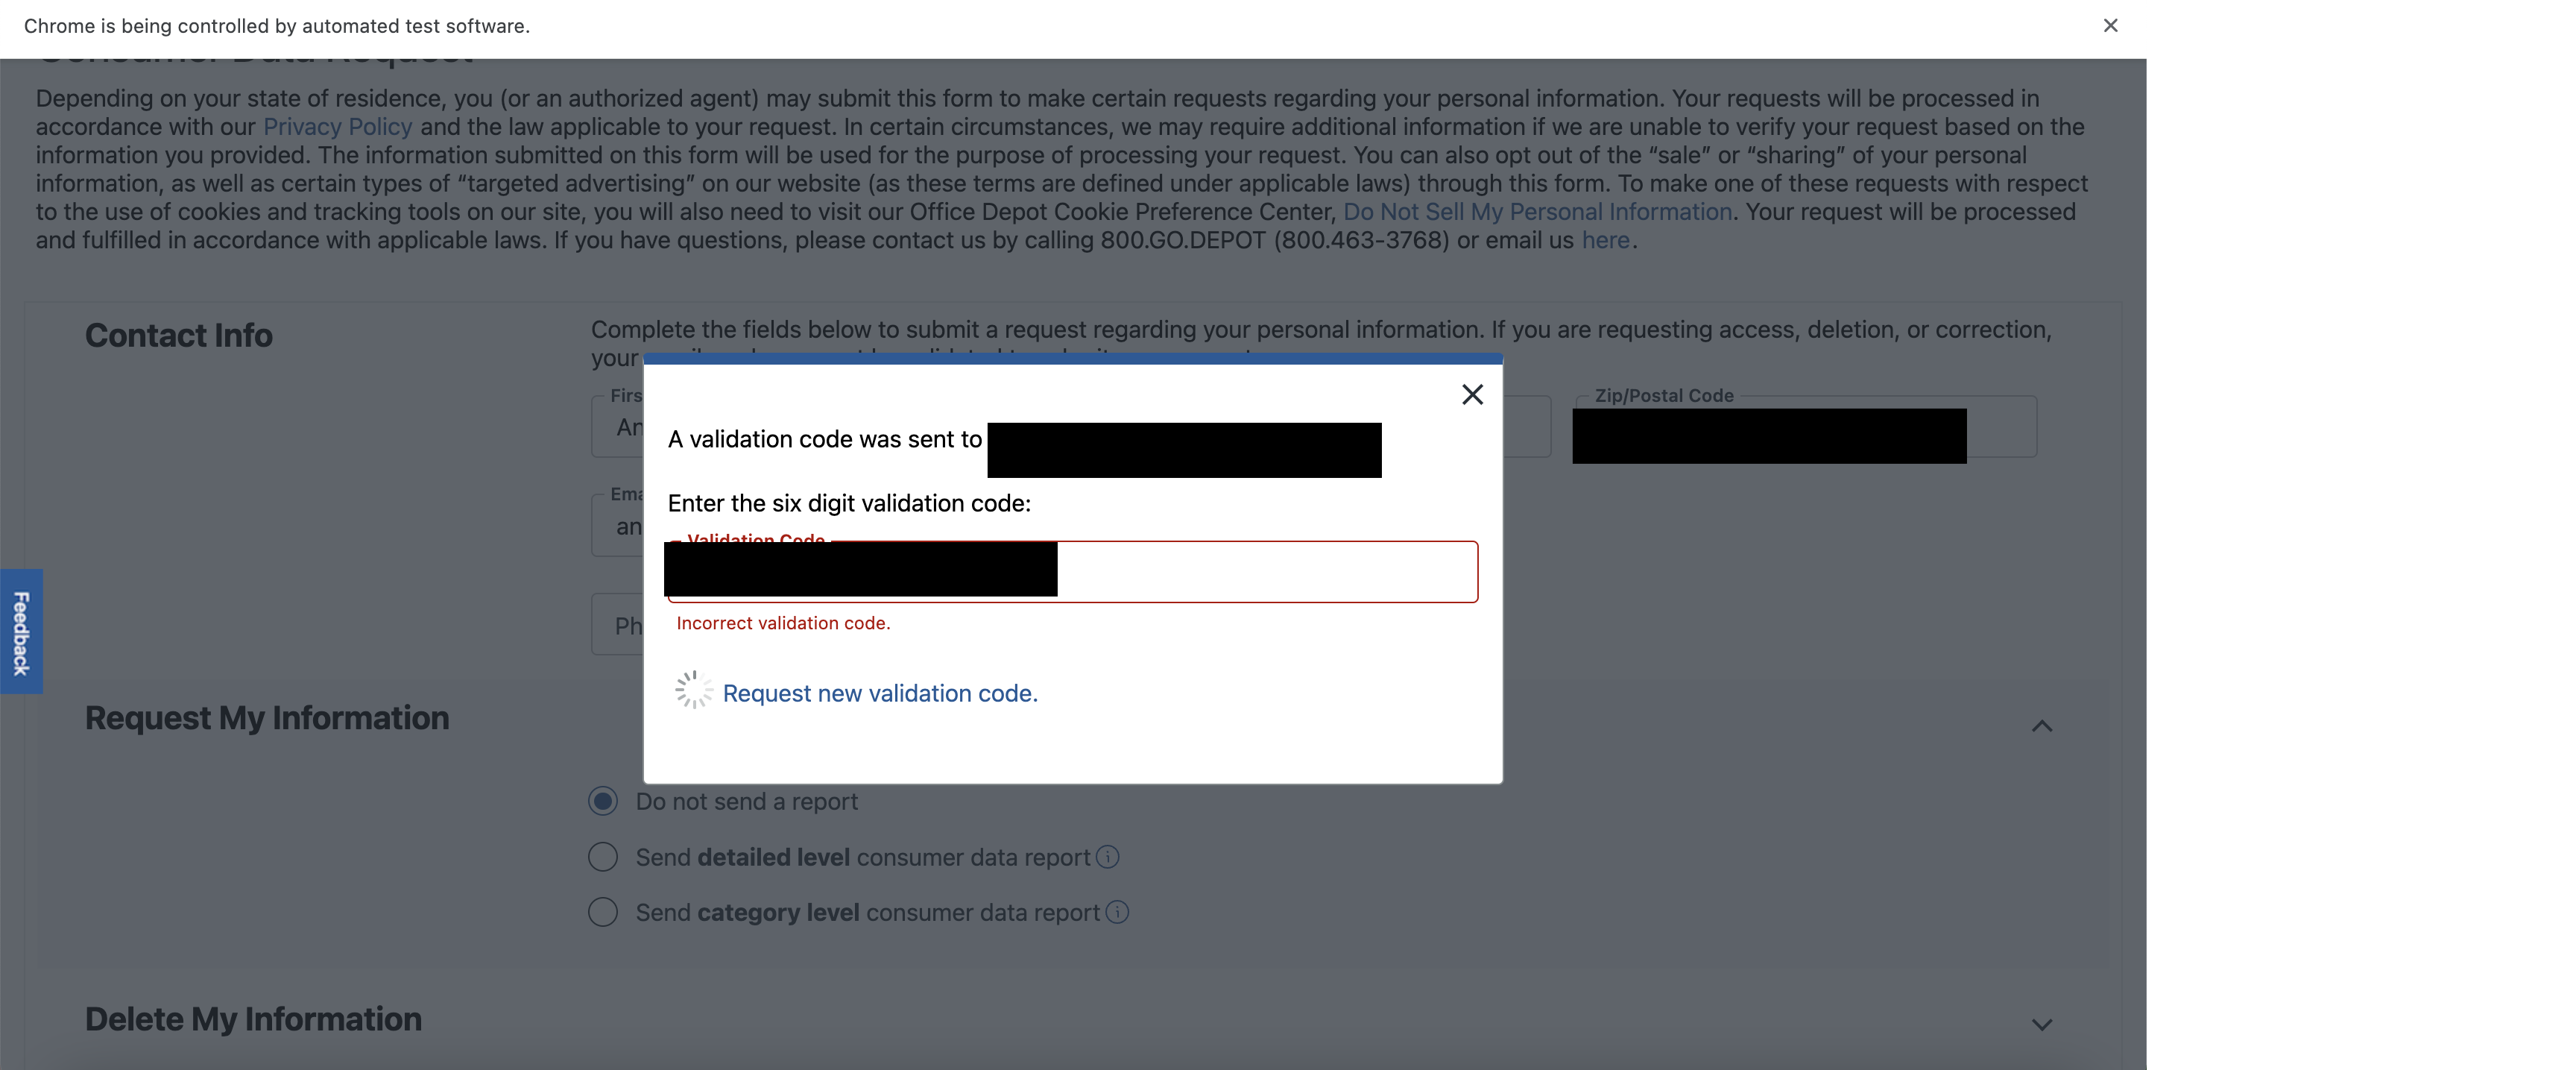 Chrome is being controlled by automated test software.
Consumer Data Request
Depending on your state of residence, you (or an authorized agent) may submit this form to make certain requests regarding your personal information. Your requests will be processed in
accordance with our Privacy Policy and the law applicable to your request. In certain circumstances, we may require additional information if we are unable to verify your request based on the
information you provided. The information submitted on this form will be used for the purpose of processing your request. You can also opt out of the “sale” or “sharing” of your personal
information, as well as certain types of “targeted advertising” on our website (as these terms are defined under applicable laws) through this form. To make one of these requests with respect
to the use of cookies and tracking tools on our site, you will also need to visit our Office Depot Cookie Preference Center, Do Not Sell My Personal Information. Your request will be processed
and fulfilled in accordance with applicable laws. If you have questions, please contact us by calling 800.GO.DEPOT (800.463-3768) or email us here.
Contact Info
Complete the fields below to submit a request regarding your personal information. If you are requesting access, deletion, or correction,
your
Firs
An
Zip/Postal Code
A validation code was sent to
Ema
an
Enter the six digit validation code:
Validation Code
Incorrect validation code.
Ph
Feedback
Request new validation code.
Request My Information
Do not send a report
Send detailed level consumer data report
Send category level consumer data report
Delete My Information